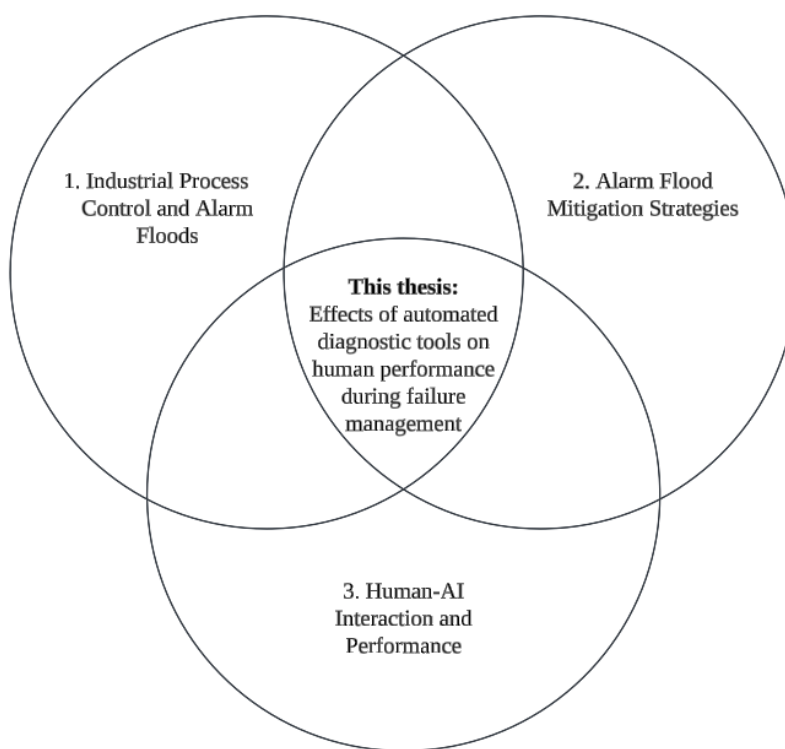 1. Industrial Process
Control and Alarm
Floods
2. Alarm Flood
Mitigation Strategies
This thesis:
Effects of automated
diagnostic tools on
human performance
during failure
management
3. Human-AI
Interaction and
Performance